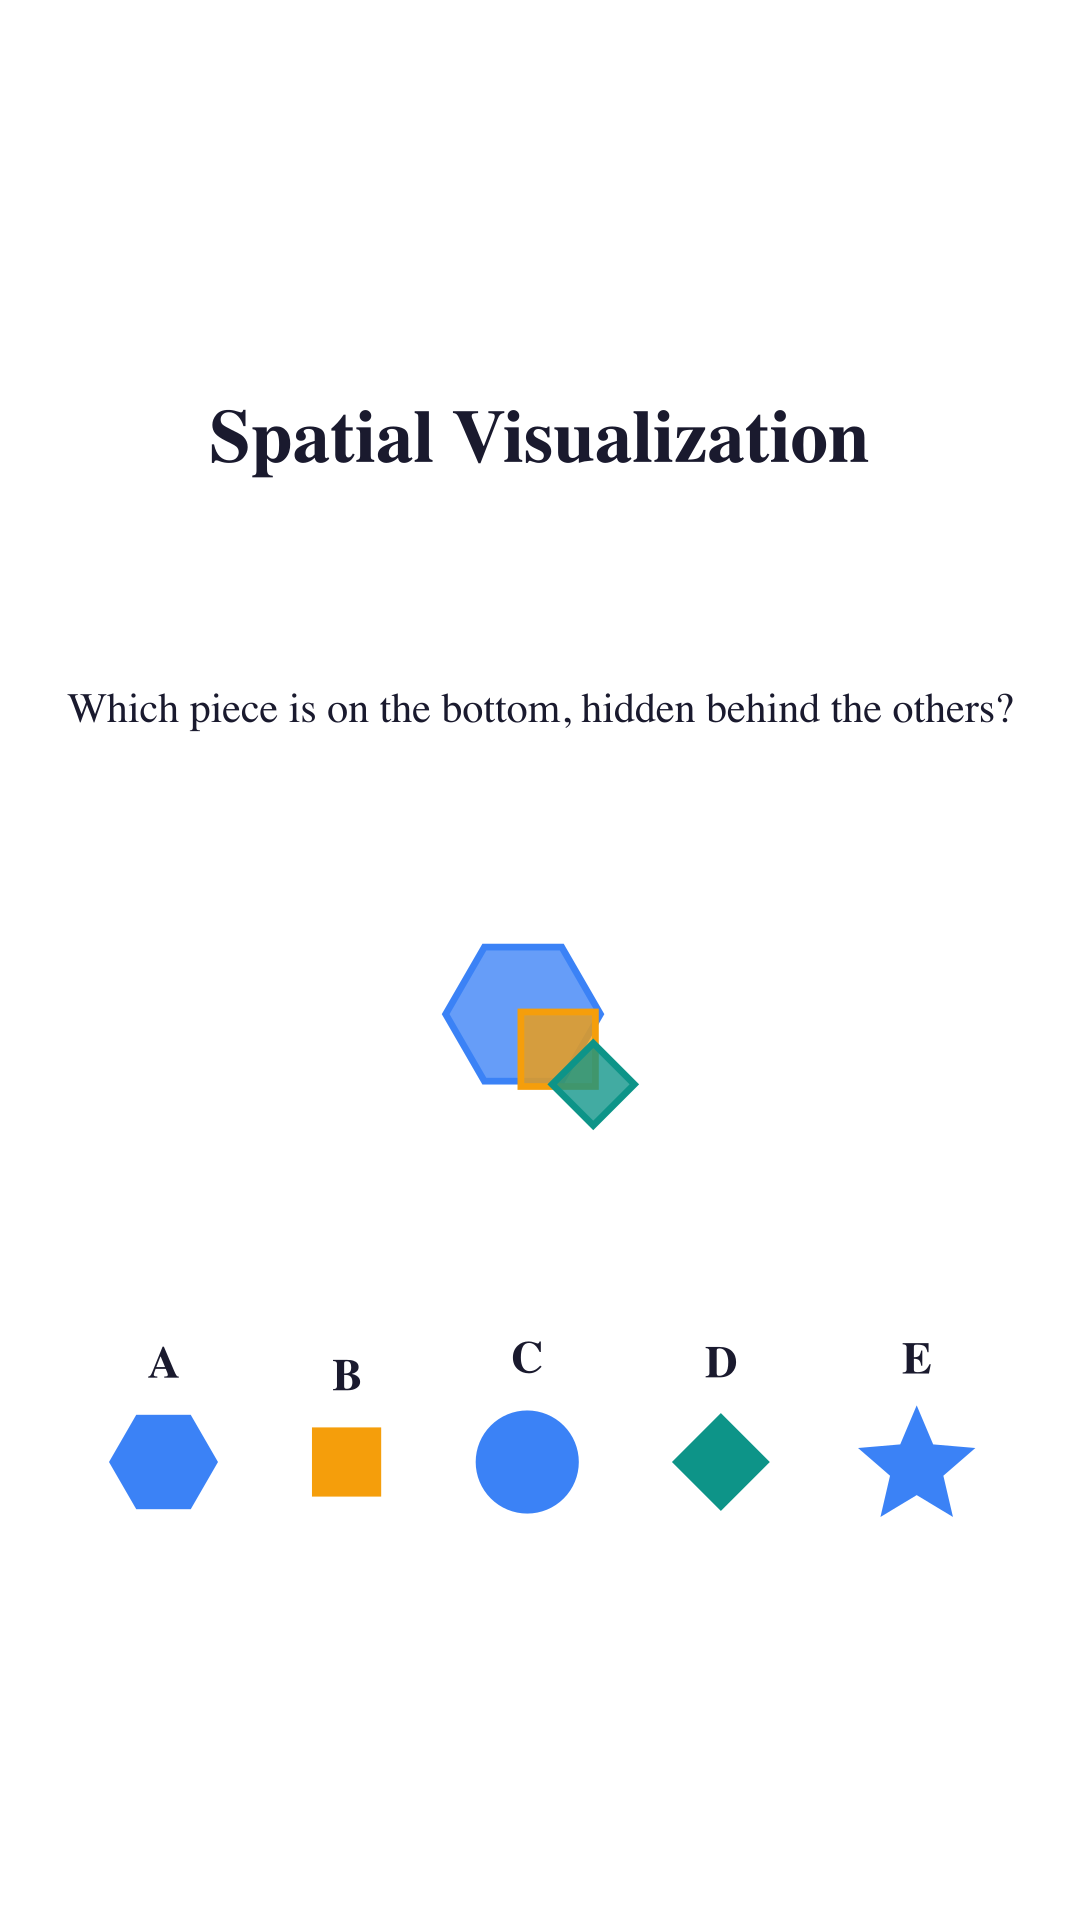 Spatial Visualization
Which piece is on the bottom, hidden behind the others?
A B C D E